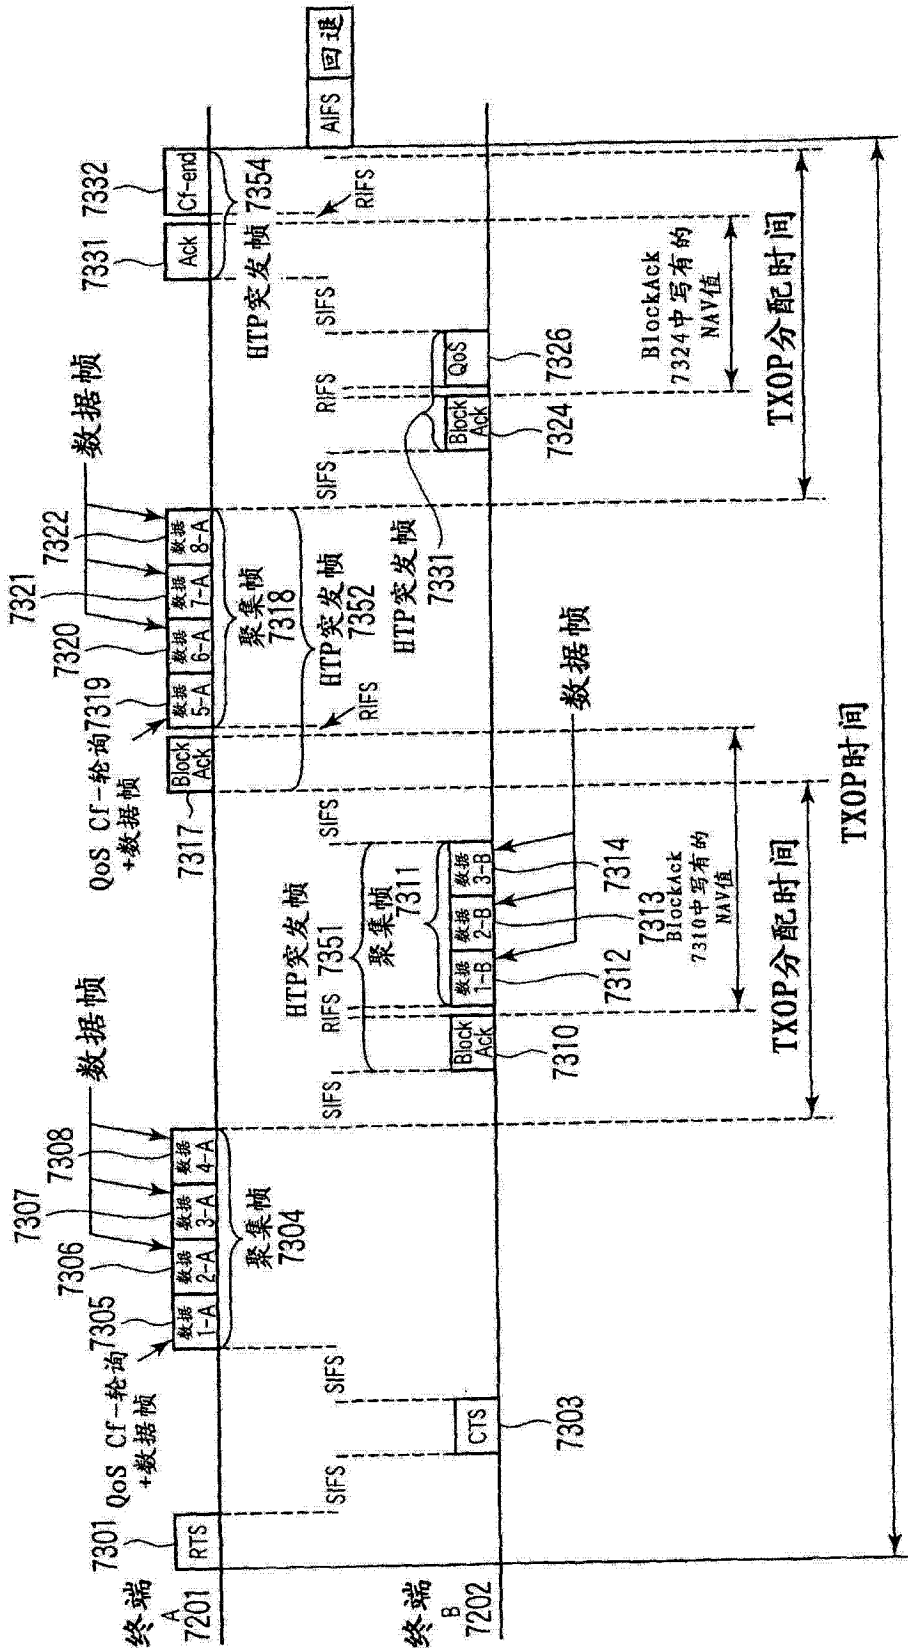 终端
A
7201
RTS
7301
QoS Cf-轮询
+数据帧
数据
1-A
数据
2-A
数据
3-A
数据
4-A
7305
7306
7307
7308
数据帧
聚集帧
7304
Block
Ack
7317
QoS Cf-轮询
+数据帧
数据
5-A
数据
6-A
数据
7-A
数据
8-A
7319
7320
7321
7322
数据帧
聚集帧
7318
HTP突发帧
7352
RIFS
Ack
7331
Cf-end
7332
HTP突发帧
7354
RIFS
AIFS
回退
SIFS
SIFS
SIFS
RIFS
SIFS
SIFS
RIFS
SIFS
终端
B
7202
CTS
7303
HTP突发帧
7351
聚集帧
7311
Block
Ack
7310
数据
1-B
数据
2-B
数据
3-B
7312
7313
7314
数据帧
HTP突发帧
7331
Block
Ack
7324
QoS
7326
BlockAck
7310中写有的
NAV值
BlockAck
7324中写有的
NAV值
TXOP分配时间
TXOP分配时间
TXOP时间